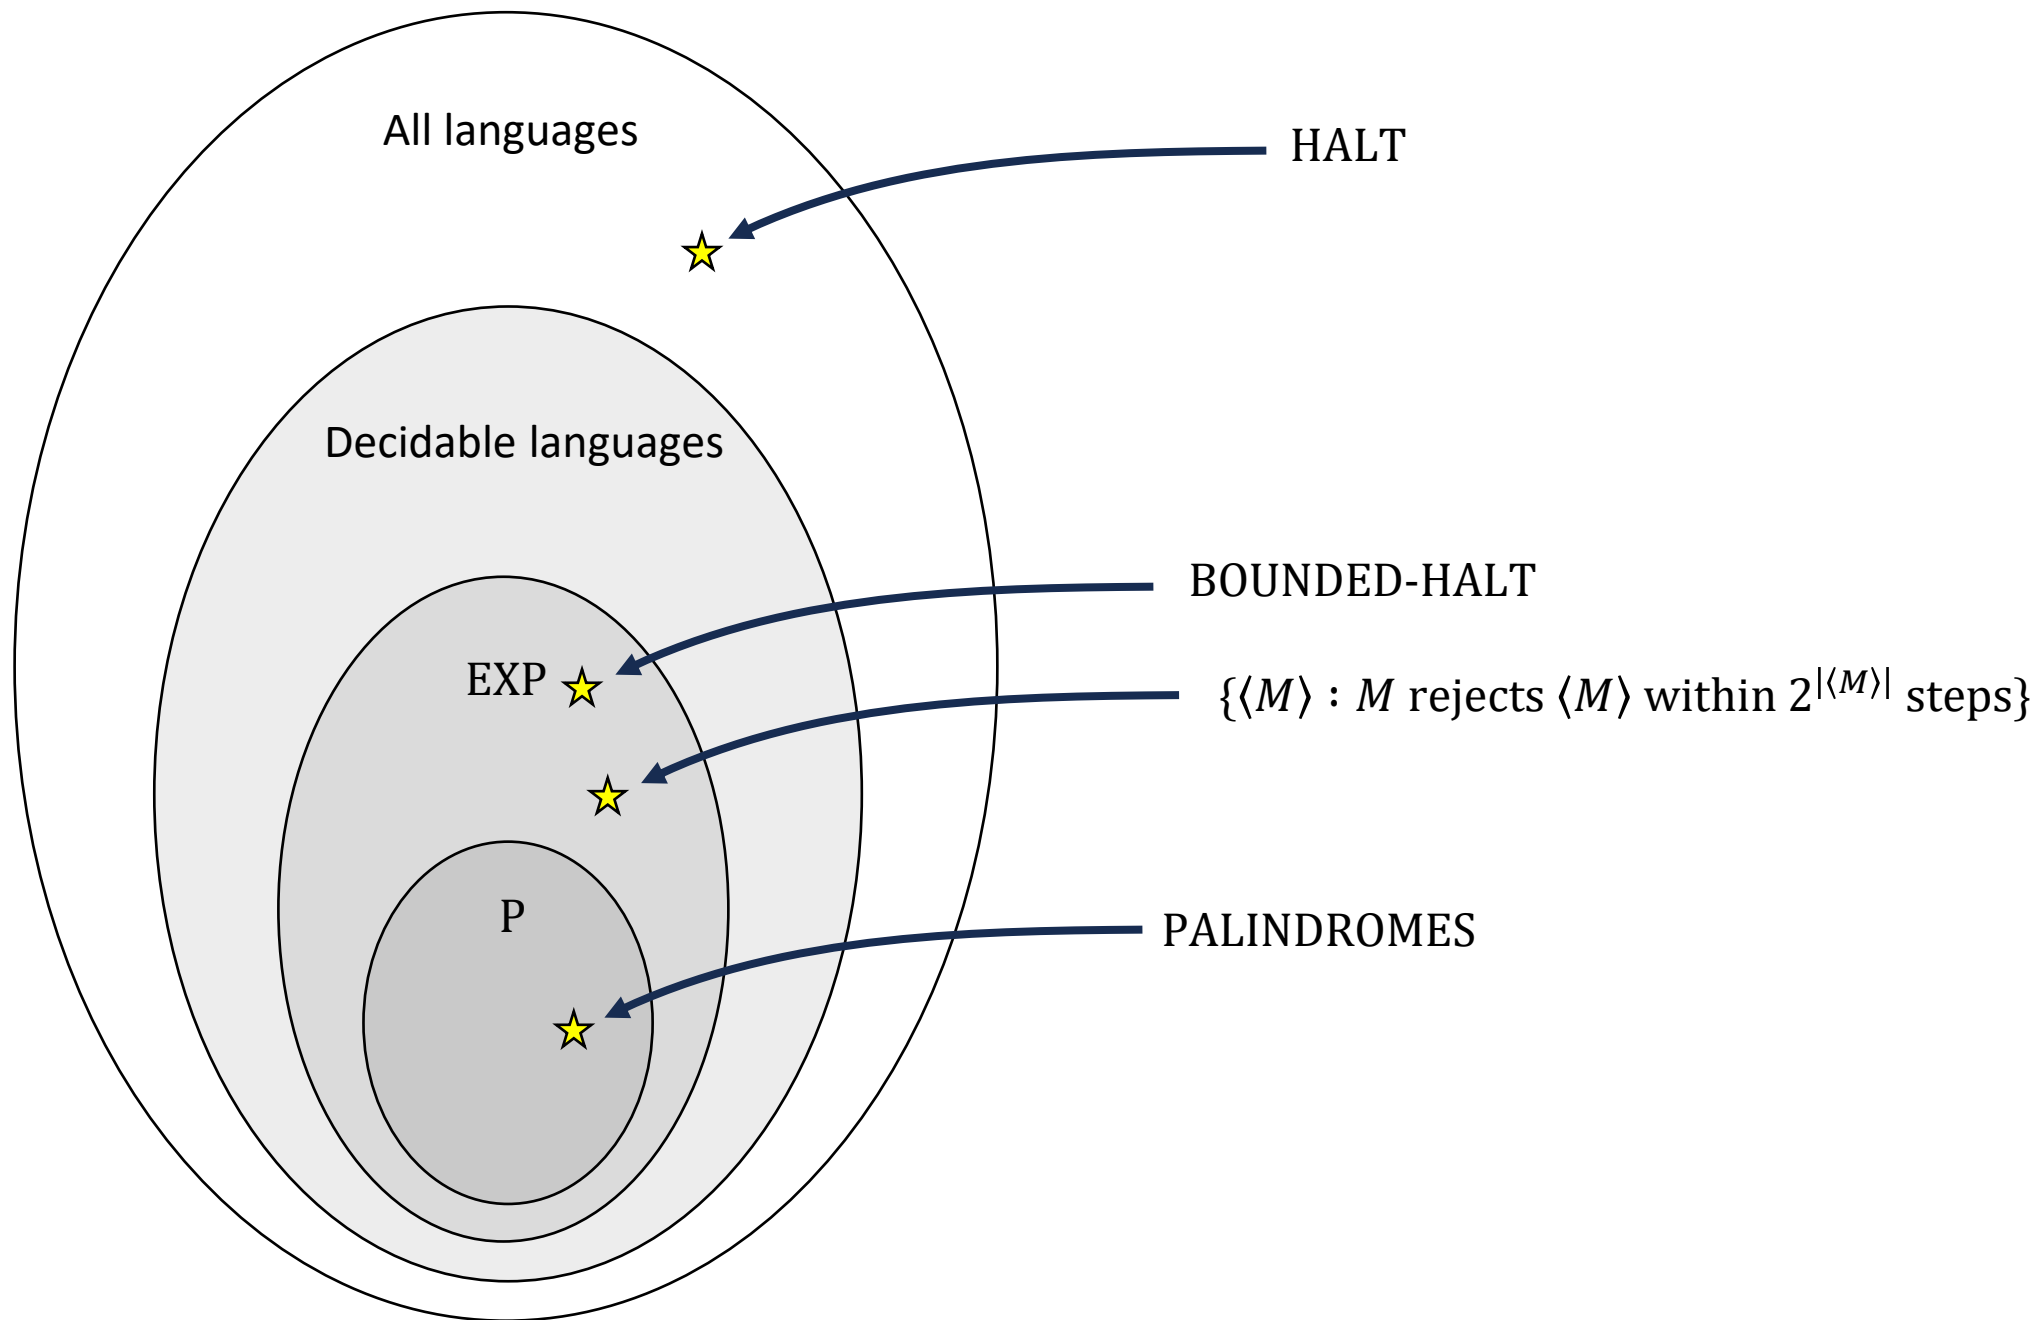 All languages
HALT
Decidable languages
BOUNDED-HALT
EXP
{⟨M⟩ : M rejects ⟨M⟩ within 2^{|⟨M⟩|} steps}
P
PALINDROMES